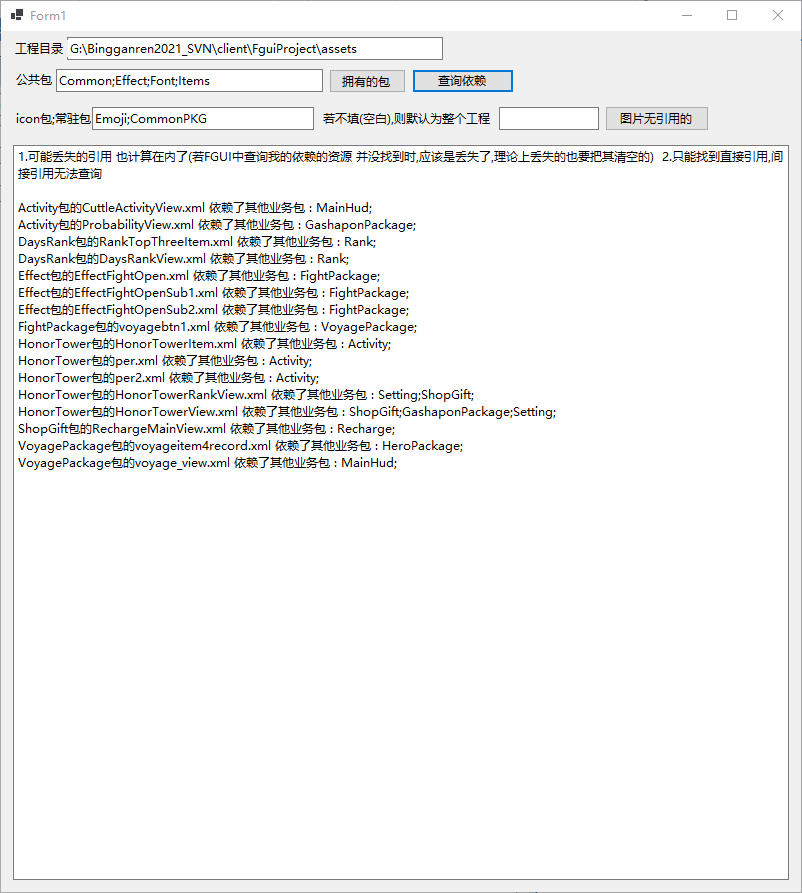 Form1
工程目录 G:\Bingganren2021_SVN\client\FguiProject\assets
公共包 Common;Effect;Font;Items 拥有的包 查询依赖
icon包;常驻包 Emoji;CommonPKG 若不填(空白),则默认为整个工程 图片无引用的
1.可能丢失的引用 也计算在内了(若FGUI中查询我的依赖的资源 并没找到时,应该是丢失了,理论上丢失的也要把其清空的)  2.只能找到直接引用,间
接引用无法查询
Activity包的CuttleActivityView.xml 依赖了其他业务包 : MainHud;
Activity包的ProbabilityView.xml 依赖了其他业务包 : GashaponPackage;
DaysRank包的RankTopThreeItem.xml 依赖了其他业务包 : Rank;
DaysRank包的DaysRankView.xml 依赖了其他业务包 : Rank;
Effect包的EffectFightOpen.xml 依赖了其他业务包 : FightPackage;
Effect包的EffectFightOpenSub1.xml 依赖了其他业务包 : FightPackage;
Effect包的EffectFightOpenSub2.xml 依赖了其他业务包 : FightPackage;
FightPackage包的voyagebtn1.xml 依赖了其他业务包 : VoyagePackage;
HonorTower包的HonorTowerItem.xml 依赖了其他业务包 : Activity;
HonorTower包的per.xml 依赖了其他业务包 : Activity;
HonorTower包的per2.xml 依赖了其他业务包 : Activity;
HonorTower包的HonorTowerRankView.xml 依赖了其他业务包 : Setting;ShopGift;
HonorTower包的HonorTowerView.xml 依赖了其他业务包 : ShopGift;GashaponPackage;Setting;
ShopGift包的RechargeMainView.xml 依赖了其他业务包 : Recharge;
VoyagePackage包的voyageitem4record.xml 依赖了其他业务包 : HeroPackage;
VoyagePackage包的voyage_view.xml 依赖了其他业务包 : MainHud;